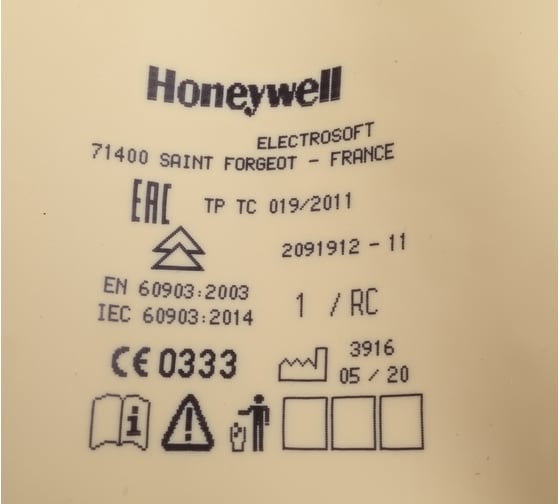 Honeywell
ELECTROSOFT
71400 SAINT FORGEOT - FRANCE
EAC TP TC 019/2011
2091912 - 11
EN 60903:2003
IEC 60903:2014
1 / RC
CE 0333
3916
05 / 20
i
!